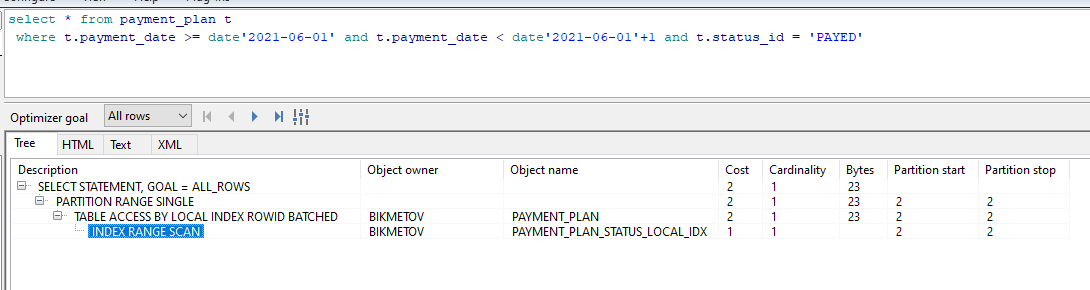 select * from payment_plan t
where t.payment_date >= date'2021-06-01' and t.payment_date < date'2021-06-01'+1 and t.status_id = 'PAYED'
Optimizer goal All rows
Tree HTML Text XML
Description Object owner Object name Cost Cardinality Bytes Partition start Partition stop
SELECT STATEMENT, GOAL = ALL_ROWS 2 1 23
PARTITION RANGE SINGLE 2 1 23 2 2
TABLE ACCESS BY LOCAL INDEX ROWID BATCHED BIKMETOV PAYMENT_PLAN 2 1 23 2 2
INDEX RANGE SCAN BIKMETOV PAYMENT_PLAN_STATUS_LOCAL_IDX 1 1 2 2